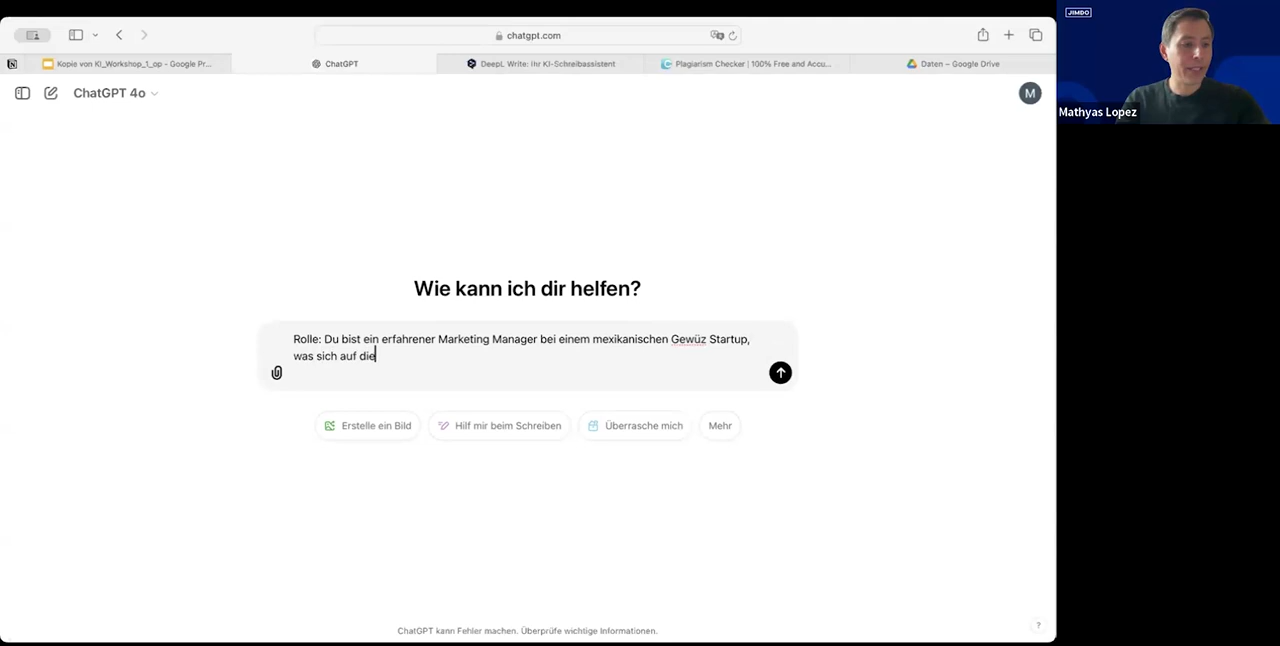 JIMDO
chatgpt.com
Kopie von KI_Workshop_1_op - Google Pr...
ChatGPT
DeepL Write: Ihr KI-Schreibassistent
Plagiarism Checker | 100% Free and Accu...
Daten – Google Drive
ChatGPT 4o
M
Mathyas Lopez
Wie kann ich dir helfen?
Rolle: Du bist ein erfahrener Marketing Manager bei einem mexikanischen Gewüz Startup,
was sich auf die
Erstelle ein Bild
Hilf mir beim Schreiben
Überrasche mich
Mehr
ChatGPT kann Fehler machen. Überprüfe wichtige Informationen.
?